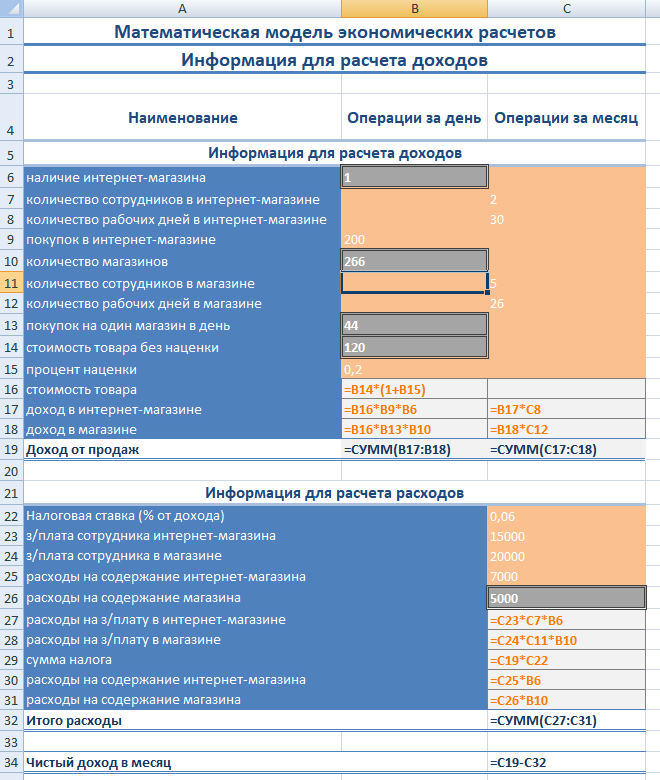 A B C
1 Математическая модель экономических расчетов
2 Информация для расчета доходов
3
4 Наименование Операции за день Операции за месяц
5 Информация для расчета доходов
6 наличие интернет-магазина 1
7 количество сотрудников в интернет-магазине 2
8 количество рабочих дней в интернет-магазине 30
9 покупок в интернет-магазине 200
10 количество магазинов 266
11 количество сотрудников в магазине 5
12 количество рабочих дней в магазине 26
13 покупок на один магазин в день 44
14 стоимость товара без наценки 120
15 процент наценки 0,2
16 стоимость товара =B14*(1+B15)
17 доход в интернет-магазине =B16*B9*B6 =B17*C8
18 доход в магазине =B16*B13*B10 =B18*C12
19 Доход от продаж =СУММ(B17:B18) =СУММ(C17:C18)
20
21 Информация для расчета расходов
22 Налоговая ставка (% от дохода) 0,06
23 з/плата сотрудника интернет-магазина 15000
24 з/плата сотрудника в магазине 20000
25 расходы на содержание интернет-магазина 7000
26 расходы на содержание магазина 5000
27 расходы на з/плату в интернет-магазине =C23*C7*B6
28 расходы на з/плату в магазине =C24*C11*B10
29 сумма налога =C19*C22
30 расходы на содержание интернет-магазина =C25*B6
31 расходы на содержание магазина =C26*B10
32 Итого расходы =СУММ(C27:C31)
33
34 Чистый доход в месяц =C19-C32